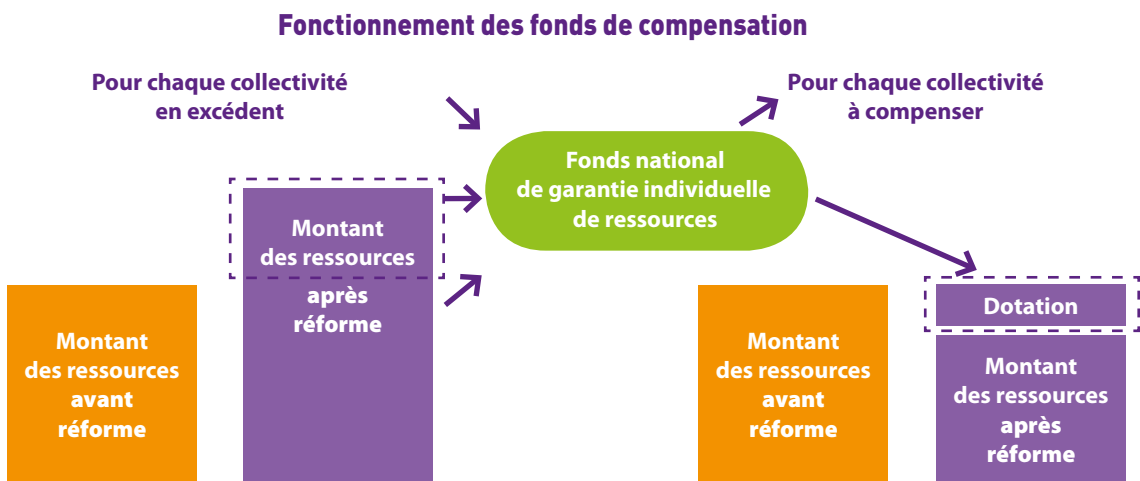 Fonctionnement des fonds de compensation
Pour chaque collectivité
en excédent
Pour chaque collectivité
à compenser
Fonds national
de garantie individuelle
de ressources
Montant
des ressources
après
réforme
Montant
des ressources
avant
réforme
Montant
des ressources
avant
réforme
Dotation
Montant
des ressources
après
réforme